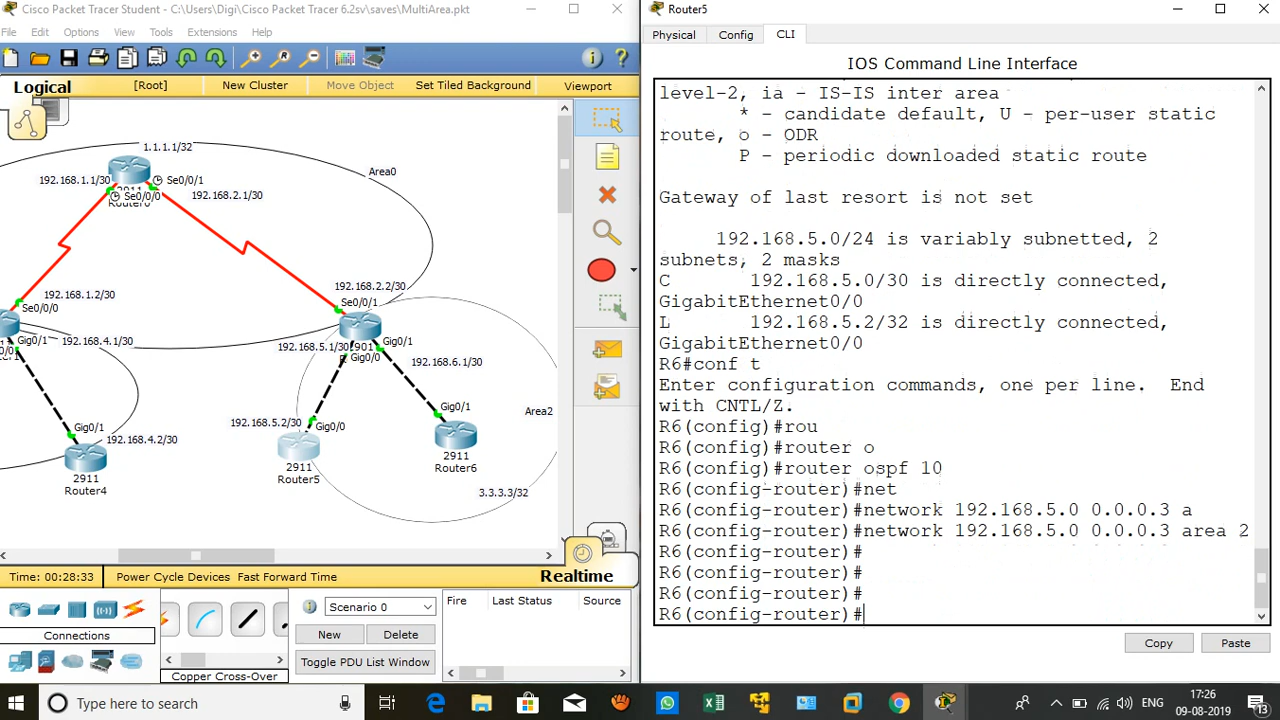 Cisco Packet Tracer Student - C:\Users\Digi\Cisco Packet Tracer 6.2sv\saves\MultiArea.pkt
File Edit Options View Tools Extensions Help
Logical [Root] New Cluster Move Object Set Tiled Background Viewport
1.1.1.1/32
Area0
192.168.1.1/30
Se0/0/1
Se0/0/0
192.168.2.1/30
2911
192.168.2.2/30
192.168.1.2/30
Se0/0/0
Se0/0/1
Gig0/1
192.168.4.1/30
192.168.5.1/30
Gig0/1
Gig0/0
192.168.6.1/30
192.168.5.2/30
Gig0/0
Gig0/1
Area2
Gig0/1
192.168.4.2/30
2911
Router4
2911
Router5
2911
Router6
3.3.3.3/32
Time: 00:28:33 Power Cycle Devices Fast Forward Time
Realtime
Scenario 0
Fire Last Status Source
New Delete
Connections
Toggle PDU List Window
Copper Cross-Over
Router5
Physical Config CLI
IOS Command Line Interface
level-2, ia - IS-IS inter area
* - candidate default, U - per-user static
route, o - ODR
P - periodic downloaded static route
Gateway of last resort is not set
192.168.5.0/24 is variably subnetted, 2
subnets, 2 masks
C 192.168.5.0/30 is directly connected,
GigabitEthernet0/0
L 192.168.5.2/32 is directly connected,
GigabitEthernet0/0
R6#conf t
Enter configuration commands, one per line. End
with CNTL/Z.
R6(config)#rou
R6(config)#router o
R6(config)#router ospf 10
R6(config-router)#net
R6(config-router)#network 192.168.5.0 0.0.0.3 a
R6(config-router)#network 192.168.5.0 0.0.0.3 area 2
R6(config-router)#
R6(config-router)#
R6(config-router)#
R6(config-router)#
Copy Paste
Type here to search
ENG
17:26
09-08-2019
13